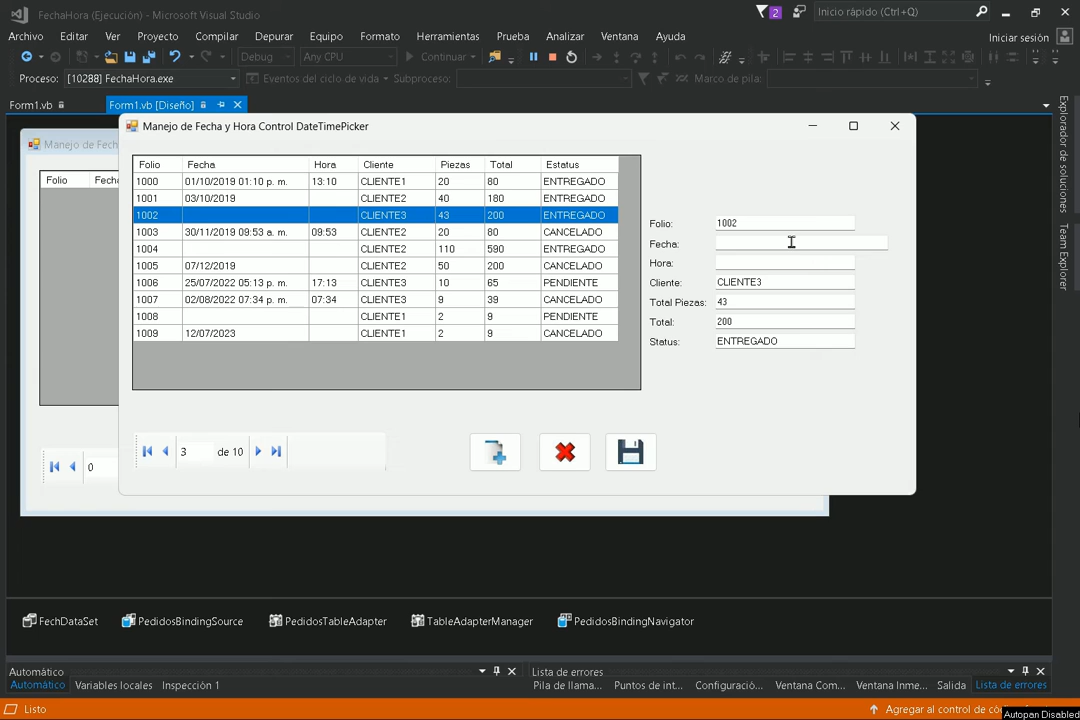 FechaHora (Ejecución) - Microsoft Visual Studio
2
Inicio rápido (Ctrl+Q)
Archivo Editar Ver Proyecto Compilar Depurar Equipo Formato Herramientas Prueba Analizar Ventana Ayuda
Iniciar sesión
Debug Any CPU Continuar
Proceso: [10288] FechaHora.exe Eventos del ciclo de vida Subproceso: Marco de pila:
Form1.vb Form1.vb [Diseño]
Explorador de soluciones
Team Explorer
Manejo de Fech
Folio Fecha
0
Manejo de Fecha y Hora Control DateTimePicker
Folio Fecha Hora Cliente Piezas Total Estatus
1000 01/10/2019 01:10 p. m. 13:10 CLIENTE1 20 80 ENTREGADO
1001 03/10/2019 CLIENTE2 40 180 ENTREGADO
1002 CLIENTE3 43 200 ENTREGADO
1003 30/11/2019 09:53 a. m. 09:53 CLIENTE2 20 80 CANCELADO
1004 CLIENTE2 110 590 ENTREGADO
1005 07/12/2019 CLIENTE2 50 200 CANCELADO
1006 25/07/2022 05:13 p. m. 17:13 CLIENTE3 10 65 PENDIENTE
1007 02/08/2022 07:34 p. m. 07:34 CLIENTE3 9 39 CANCELADO
1008 CLIENTE1 2 9 PENDIENTE
1009 12/07/2023 CLIENTE1 2 9 CANCELADO
Folio: 1002
Fecha:
Hora:
Cliente: CLIENTE3
Total Piezas: 43
Total: 200
Status: ENTREGADO
3 de 10
FechDataSet PedidosBindingSource PedidosTableAdapter TableAdapterManager PedidosBindingNavigator
Automático
Automático Variables locales Inspección 1
Lista de errores
Pila de llama... Puntos de int... Configuració... Ventana Com... Ventana Inme... Salida Lista de errores
Listo
Agregar al control de có
Autopan Disabled